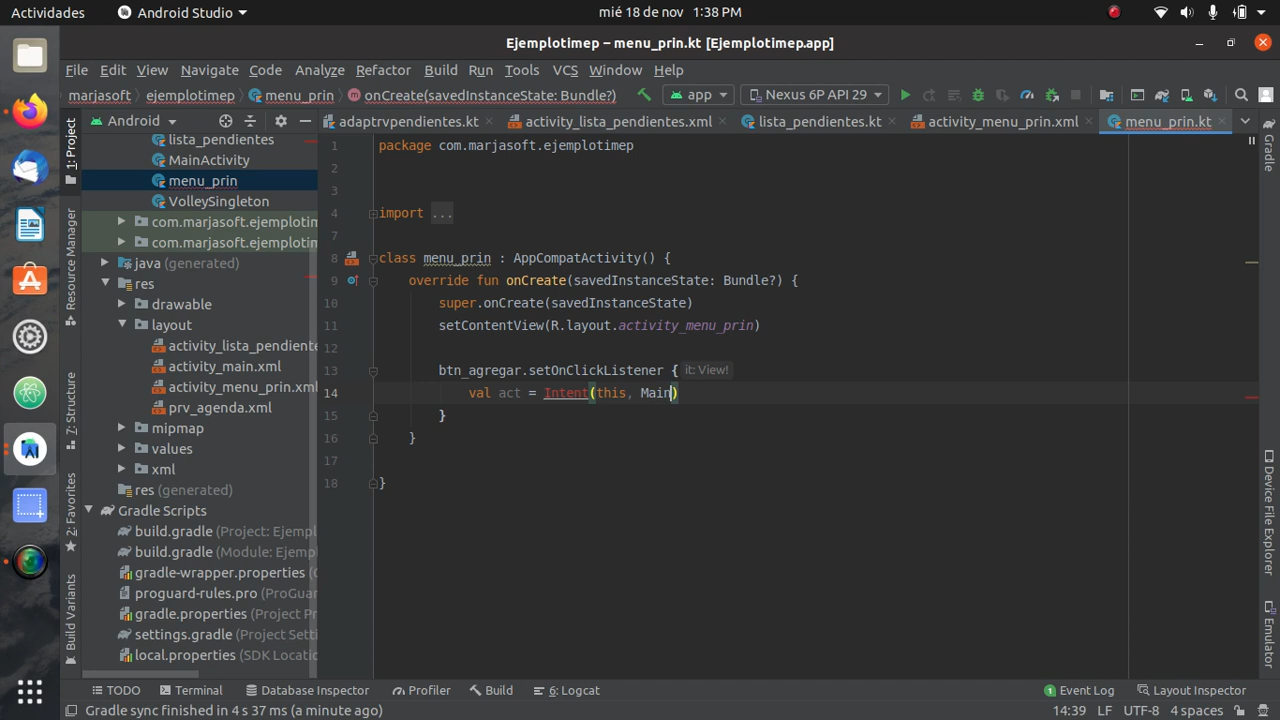 Actividades
Android Studio
mié 18 de nov 1:38 PM
Ejemplotimep – menu_prin.kt [Ejemplotimep.app]
File Edit View Navigate Code Analyze Refactor Build Run Tools VCS Window Help
marjasoft ejemplotimep menu_prin onCreate(savedInstanceState: Bundle?)
app
Nexus 6P API 29
Android
adaptrvpendientes.kt
activity_lista_pendientes.xml
lista_pendientes.kt
activity_menu_prin.xml
menu_prin.kt
1: Project
Resource Manager
7: Structure
2: Favorites
Build Variants
lista_pendientes
MainActivity
menu_prin
VolleySingleton
com.marjasoft.ejemplotim
com.marjasoft.ejemplotim
java (generated)
res
drawable
layout
activity_lista_pendiente
activity_main.xml
activity_menu_prin.xml
prv_agenda.xml
mipmap
values
xml
res (generated)
Gradle Scripts
build.gradle (Project: Ejempl
build.gradle (Module: Ejempl
gradle-wrapper.properties (G
proguard-rules.pro (ProGua
gradle.properties (Project Pr
settings.gradle (Project Setti
local.properties (SDK Locatio
1 package com.marjasoft.ejemplotimep
2
3
4 import ...
7
8 class menu_prin : AppCompatActivity() {
9 override fun onCreate(savedInstanceState: Bundle?) {
10 super.onCreate(savedInstanceState)
11 setContentView(R.layout.activity_menu_prin)
12
13 btn_agregar.setOnClickListener { it: View!
14 val act = Intent(this, Main)
15 }
16 }
17
18 }
Gradle
Device File Explorer
Emulator
TODO
Terminal
Database Inspector
Profiler
Build
6: Logcat
1 Event Log
Layout Inspector
Gradle sync finished in 4 s 37 ms (a minute ago)
14:39 LF UTF-8 4 spaces